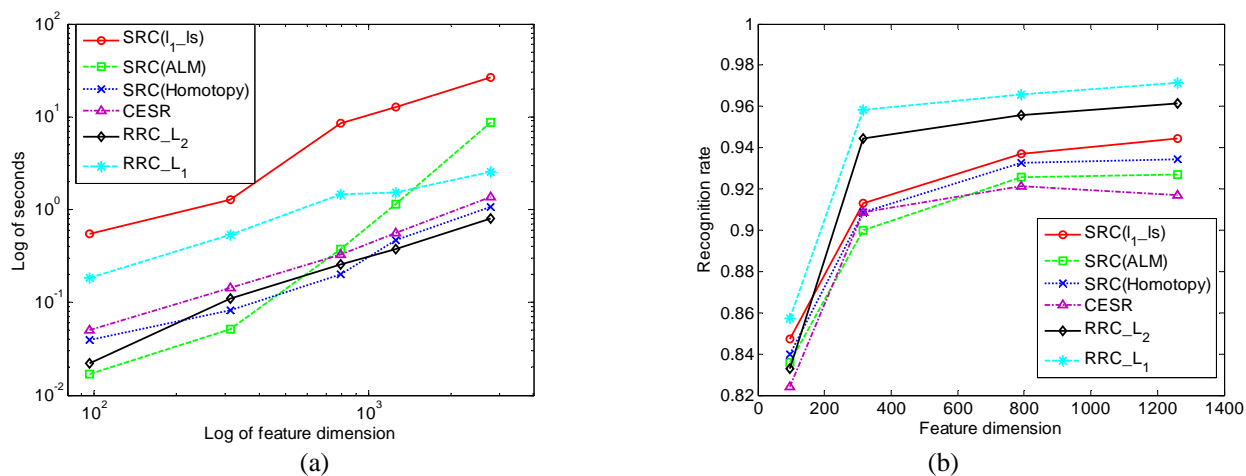 10^2
10^1
10^0
10^-1
10^-2
Log of seconds
SRC(l_1_ls)
SRC(ALM)
SRC(Homotopy)
CESR
RRC_L_2
RRC_L_1
10^2
10^3
Log of feature dimension
(a)
1
0.98
0.96
0.94
0.92
0.9
0.88
0.86
0.84
0.82
Recognition rate
SRC(l_1_ls)
SRC(ALM)
SRC(Homotopy)
CESR
RRC_L_2
RRC_L_1
0 200 400 600 800 1000 1200 1400
Feature dimension
(b)